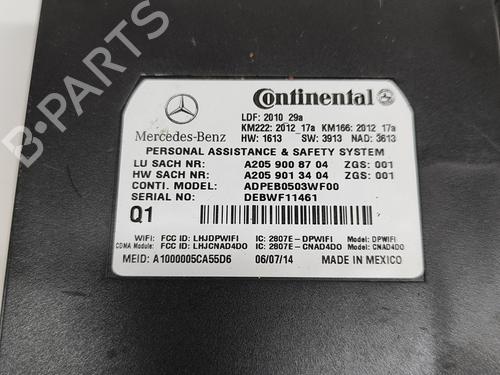 Continental
LDF: 2010_29a
KM222: 2012_17a KM166: 2012_17a
Mercedes-Benz HW: 1613 SW: 3913 NAD: 3613
PERSONAL ASSISTANCE & SAFETY SYSTEM
LU SACH NR: A205 900 87 04 ZGS: 001
HW SACH NR: A205 901 34 04 ZGS: 001
CONTI. MODEL: ADPEB0503WF00
SERIAL NO: DEBWF11461
Q1
WIFI: FCC ID: LHJDPWIFI IC: 2807E-DPWIFI Model: DPWIFI
CDMA Module: FCC ID: LHJCNAD4DO IC: 2807E-CNAD4DO Model: CNAD4DO
MEID: A1000005CA55D6 06/07/14 MADE IN MEXICO
B-PARTS